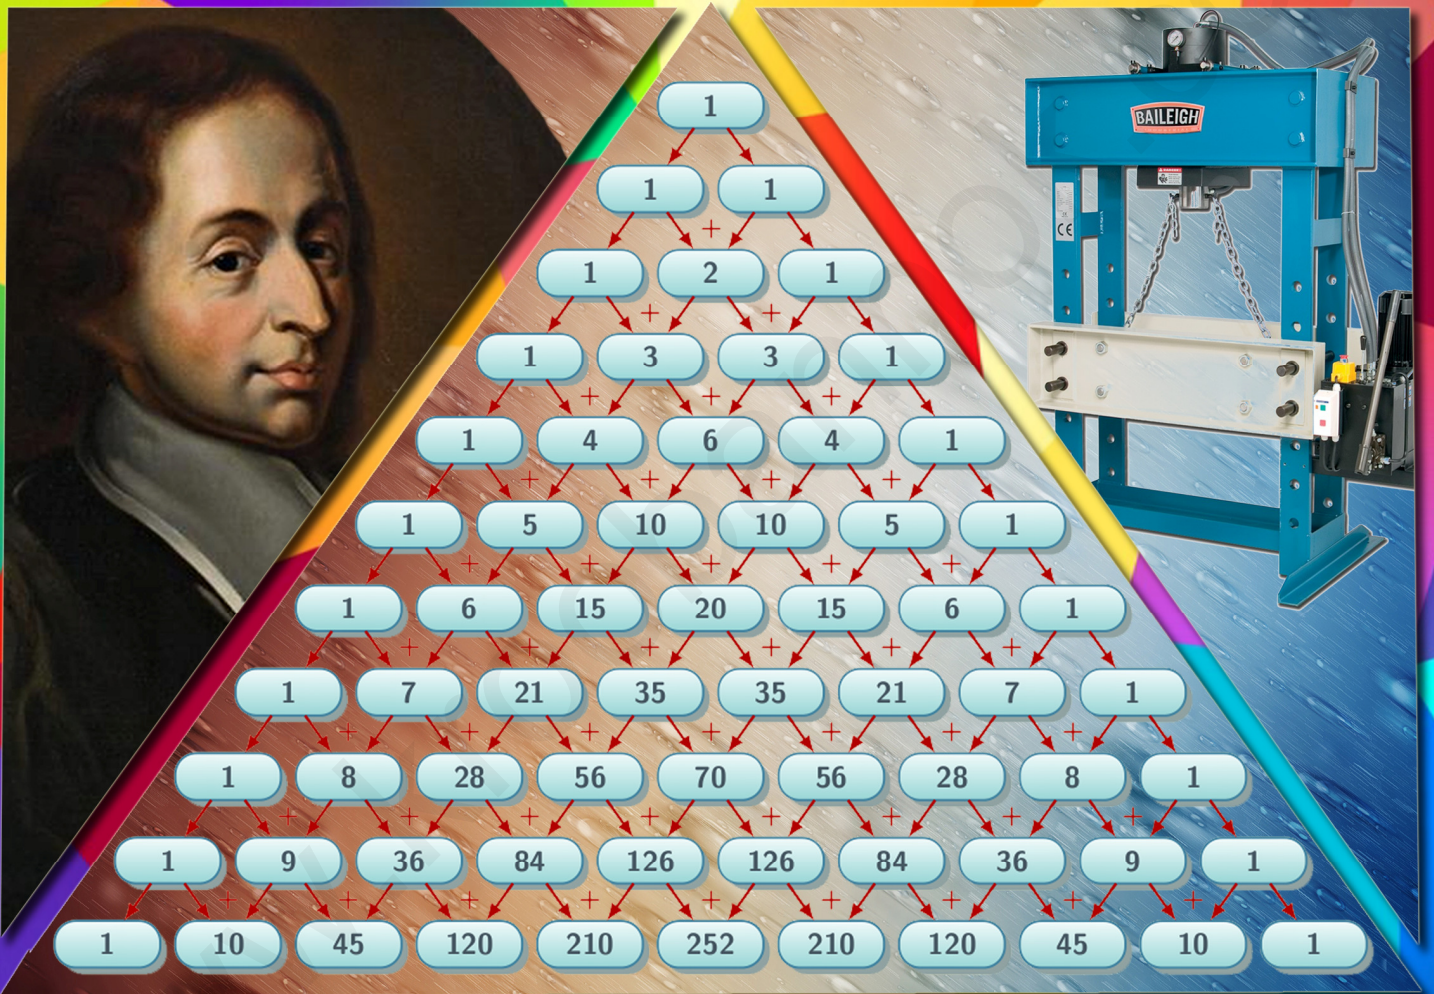 1
1 1
+
1 2 1
+ +
1 3 3 1
+ + +
1 4 6 4 1
+ + + +
1 5 10 10 5 1
+ + + + +
1 6 15 20 15 6 1
+ + + + + +
1 7 21 35 35 21 7 1
+ + + + + + +
1 8 28 56 70 56 28 8 1
+ + + + + + + +
1 9 36 84 126 126 84 36 9 1
+ + + + + + + + +
1 10 45 120 210 252 210 120 45 10 1
BAILEIGH
CE